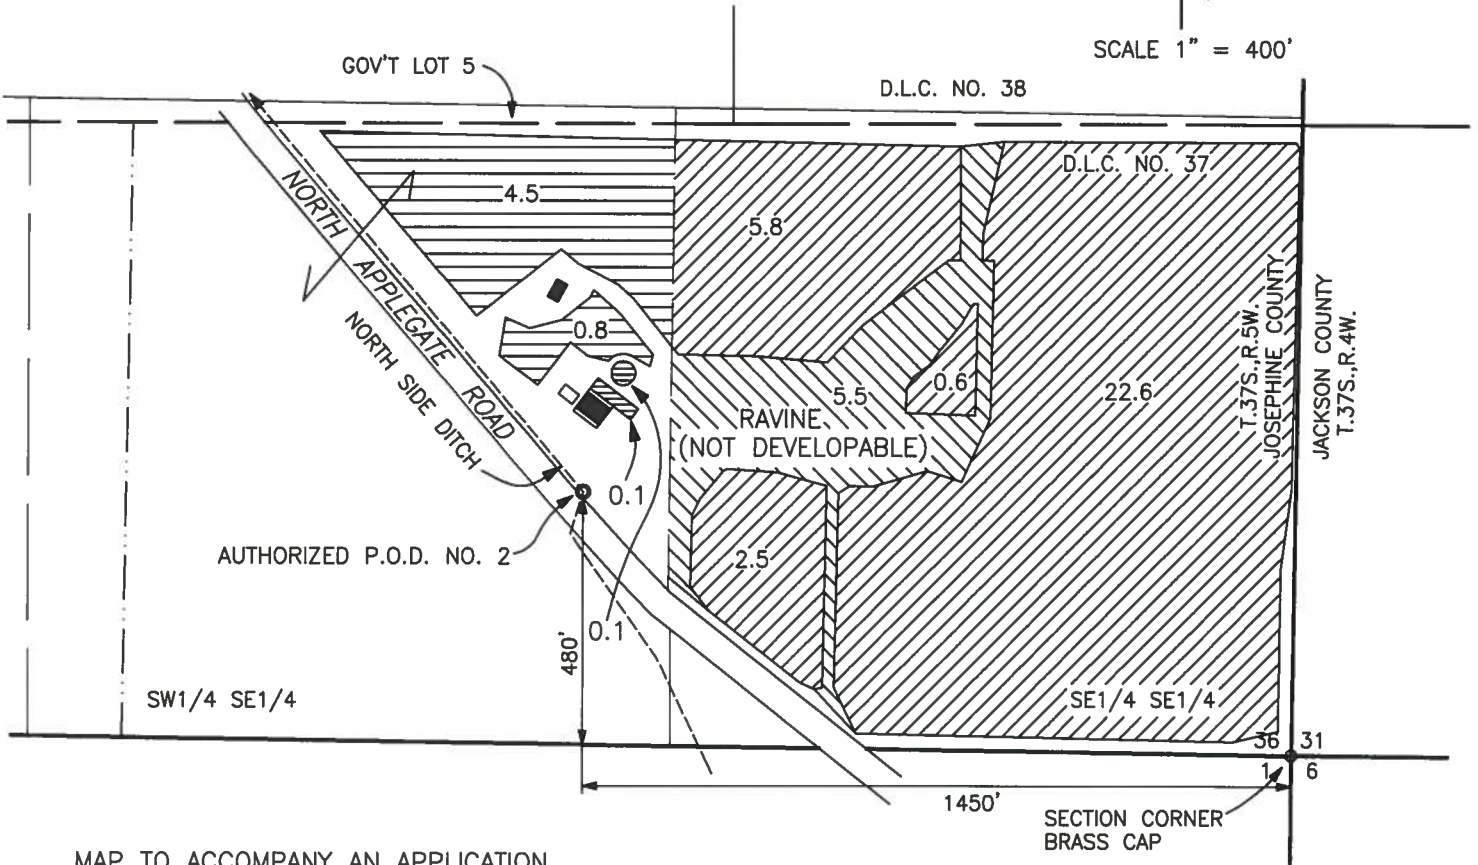 SCALE 1" = 400'
GOV'T LOT 5
D.L.C. NO. 38
D.L.C. NO. 37
4.5
5.8
NORTH APPLEGATE ROAD
NORTH SIDE DITCH
0.8
0.6
5.5
22.6
RAVINE
(NOT DEVELOPABLE)
T.37S.,R.5W.
JOSEPHINE COUNTY
JACKSON COUNTY
T.37S.,R.4W.
0.1
AUTHORIZED P.O.D. NO. 2
2.5
0.1
480'
SW1/4 SE1/4
SE1/4 SE1/4
36 31
1 6
1450'
SECTION CORNER
BRASS CAP
MAP TO ACCOMPANY AN APPLICATION